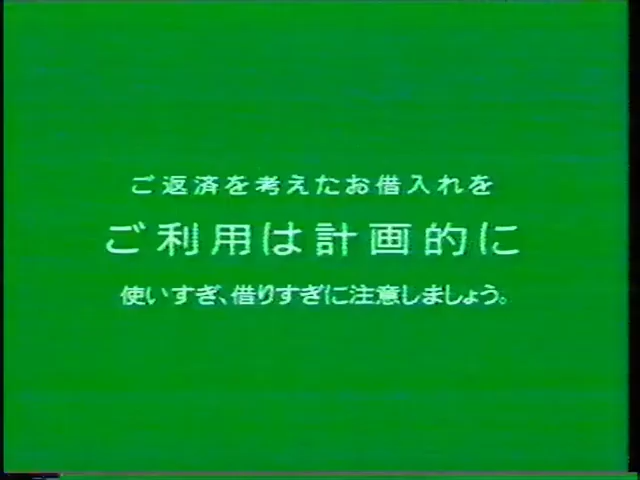 ご返済を考えたお借入れを
ご利用は計画的に
使いすぎ、借りすぎに注意しましょう。